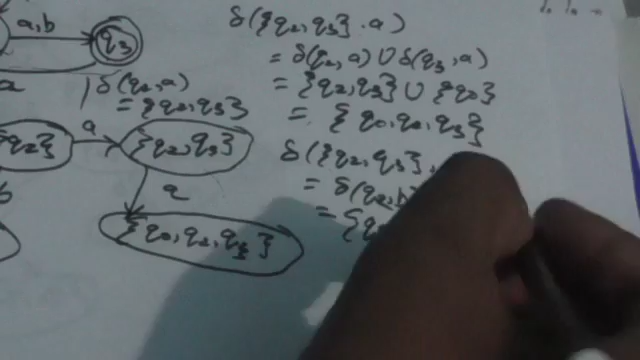 a,b
q3
a
δ(q2,a)
= {q2,q3}
q2}
a
{q2,q3}
b
a
{q0,q2,q3}
δ({q2,q3}.a)
= δ(q2,a) ∪ δ(q3,a)
= {q2,q3} ∪ {q0}
= {q0,q2,q3}
δ({q2,q3},
= δ(q2,b)
= {q